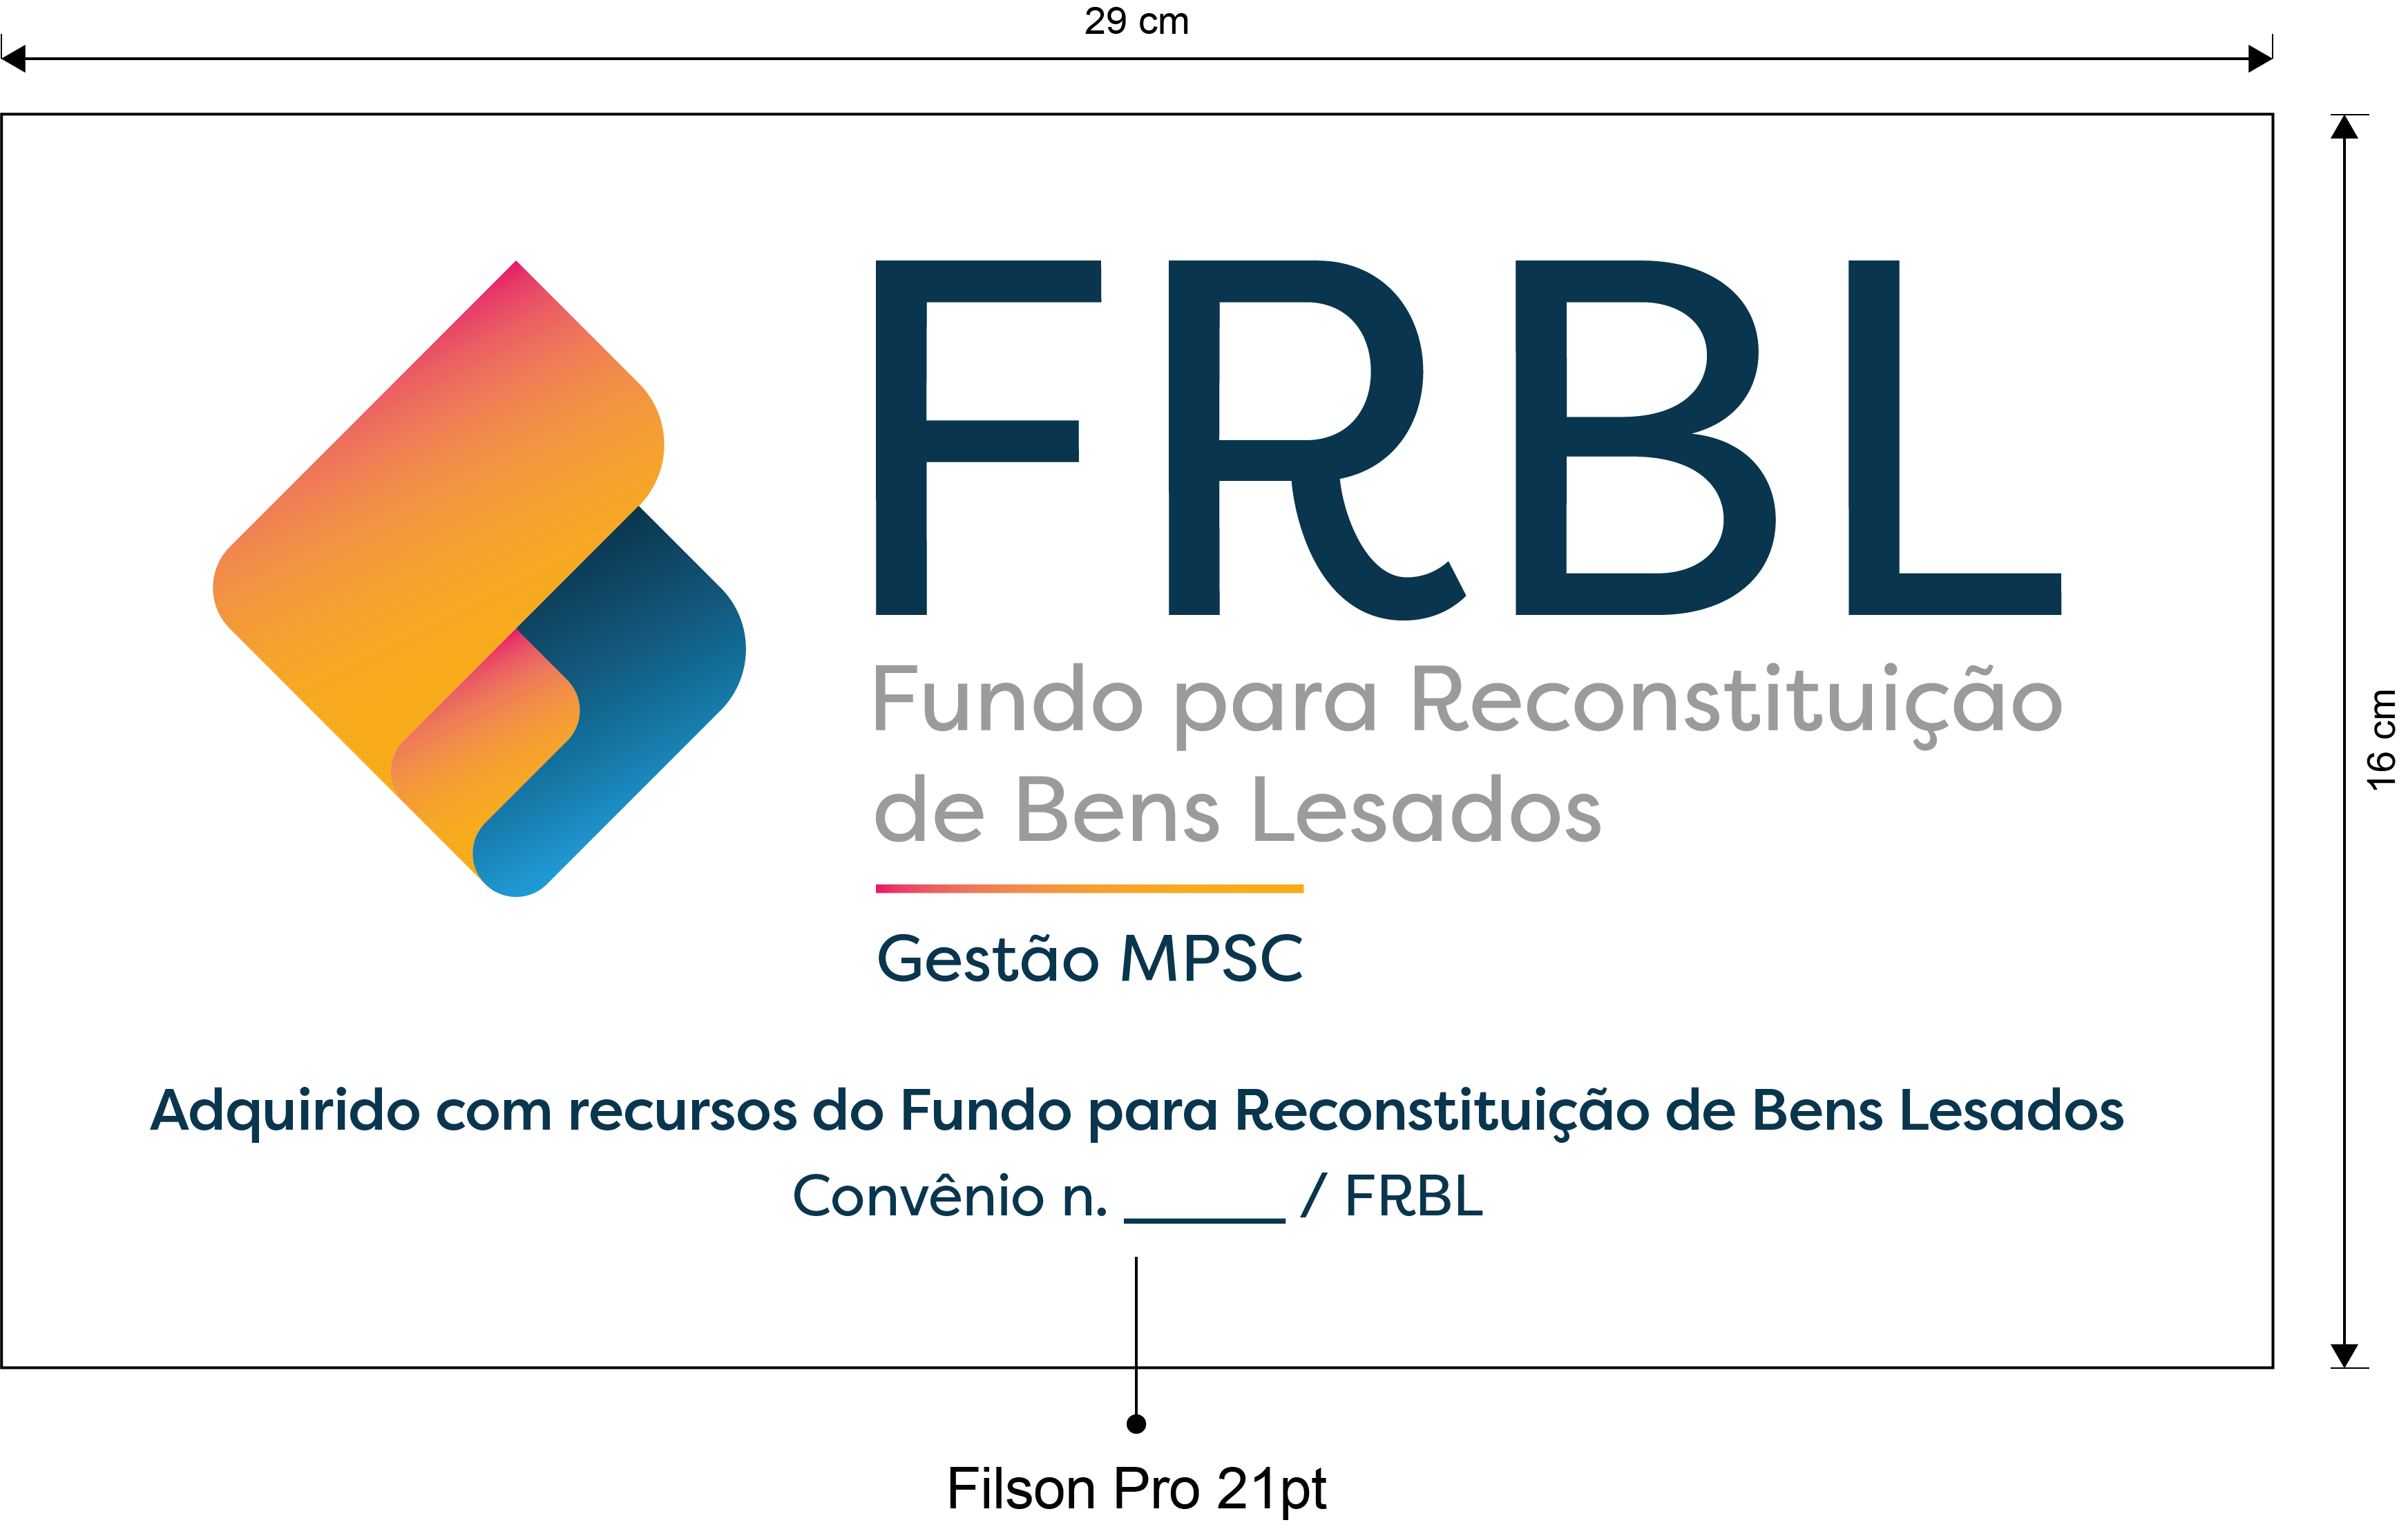 29 cm
FRBL
Fundo para Reconstituição
de Bens Lesados
16 cm
Gestão MPSC
Adquirido com recursos do Fundo para Reconstituição de Bens Lesados
Convênio n. ______ / FRBL
Filson Pro 21pt